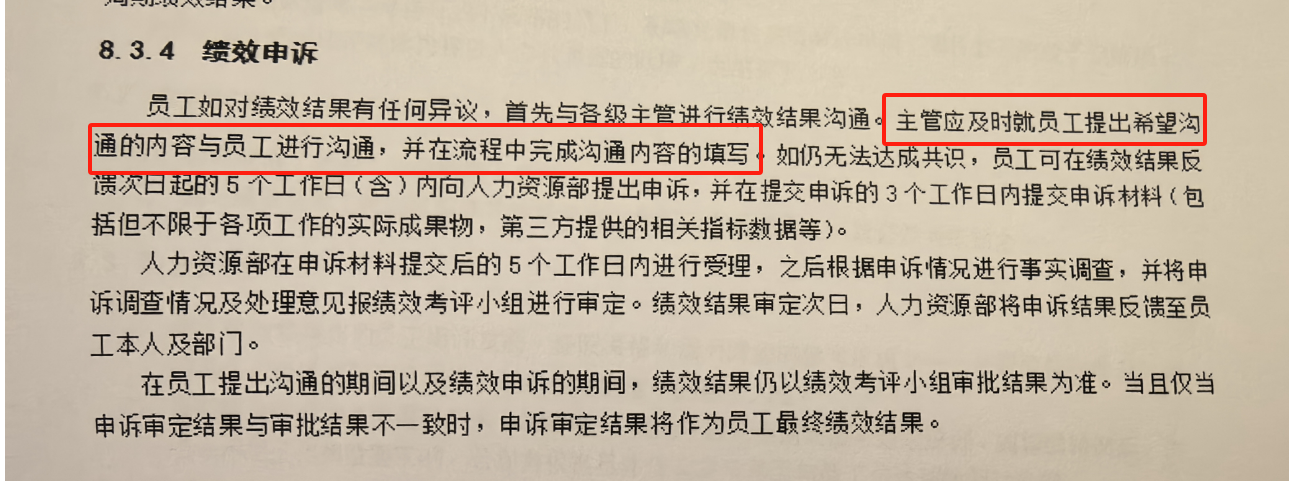 周期绩效结果。
8.3.4 绩效申诉
员工如对绩效结果有任何异议，首先与各级主管进行绩效结果沟通。主管应及时就员工提出希望沟
通的内容与员工进行沟通，并在流程中完成沟通内容的填写。如仍无法达成共识，员工可在绩效结果反
馈次日起的5个工作日（含）内向人力资源部提出申诉，并在提交申诉的3个工作日内提交申诉材料（包
括但不限于各项工作的实际成果物，第三方提供的相关指标数据等）。
人力资源部在申诉材料提交后的5个工作日内进行受理，之后根据申诉情况进行事实调查，并将申
诉调查情况及处理意见报绩效考评小组进行审定。绩效结果审定次日，人力资源部将申诉结果反馈至员
工本人及部门。
在员工提出沟通的期间以及绩效申诉的期间，绩效结果仍以绩效考评小组审批结果为准。当且仅当
申诉审定结果与审批结果不一致时，申诉审定结果将作为员工最终绩效结果。